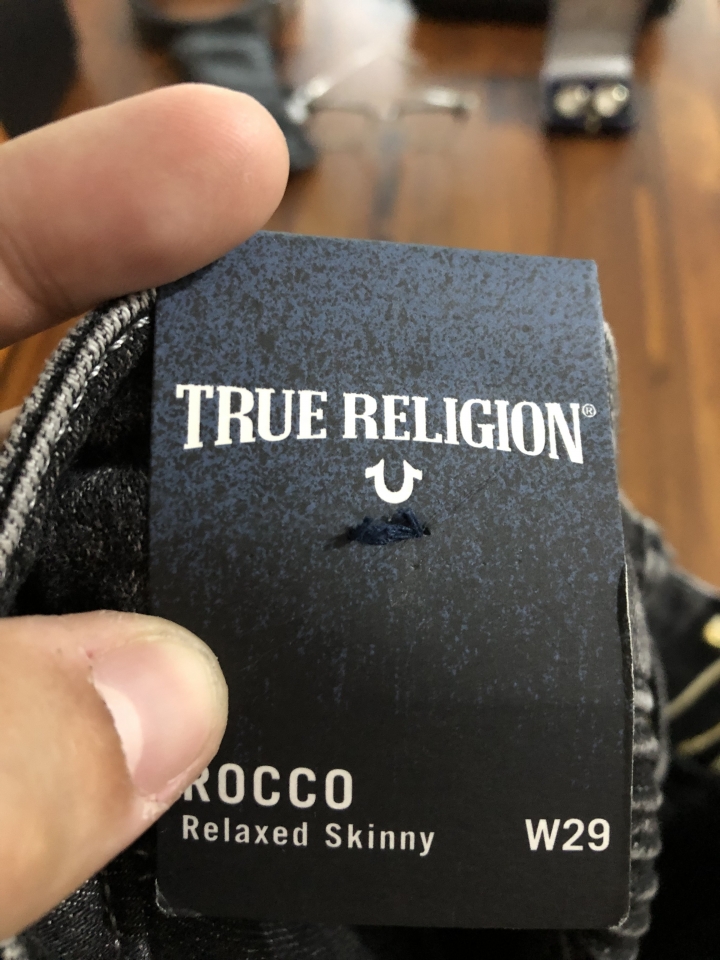 TRUE RELIGION®
ROCCO
Relaxed Skinny
W29